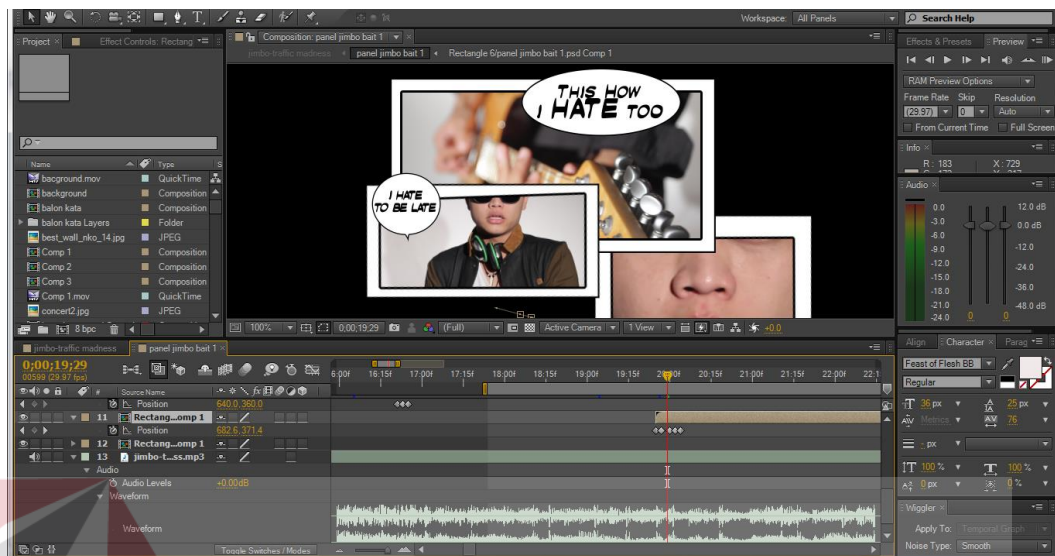 Workspace: All Panels
Search Help
Project
Effect Controls: Rectang
Composition: panel jimbo bait 1
jimbo-traffic madness
panel jimbo bait 1
Rectangle 6/panel jimbo bait 1.psd Comp 1
THIS HOW
I HATE TOO
I HATE
TO BE LATE
Name
Type
bacground.mov
QuickTime
background
Composition
balon kata
Composition
balon kata Layers
Folder
best_wall_nko_14.jpg
JPEG
Comp 1
Composition
Comp 2
Composition
Comp 3
Composition
Comp 1.mov
QuickTime
concert2.jpg
JPEG
8 bpc
100%
0;00;19;29
(Full)
Active Camera
1 View
+0.0
Effects & Presets
Preview
RAM Preview Options
Frame Rate Skip Resolution
(29.97) 0 Auto
From Current Time Full Screen
Info
R: 183
X: 729
Audio
0.0
-3.0
-6.0
-9.0
-12.0
-15.0
-18.0
-21.0
-24.0
12.0 dB
0.0 dB
-12.0
-24.0
-36.0
-48.0 dB
0 0
Align
Character
Parag
Feast of Flesh BB
Regular
36 px
25 px
Metrics
76
- px
100 %
100 %
0 px
0 %
Wiggler
Apply To: Temporal Graph
Noise Type: Smooth
jimbo-traffic madness
panel jimbo bait 1
0;00;19;29
00599 (29.97 fps)
# Source Name
Position
640.0,360.0
11 Rectang...omp 1
Position
682.6,371.4
12 Rectang...omp 1
13 jimbo-t...ss.mp3
Audio
Audio Levels
+0.00dB
Waveform
Waveform
Toggle Switches / Modes
6:00f 16:15f 17:00f 17:15f 18:00f 18:15f 19:00f 19:15f 20:00f 20:15f 21:00f 21:15f 22:00f